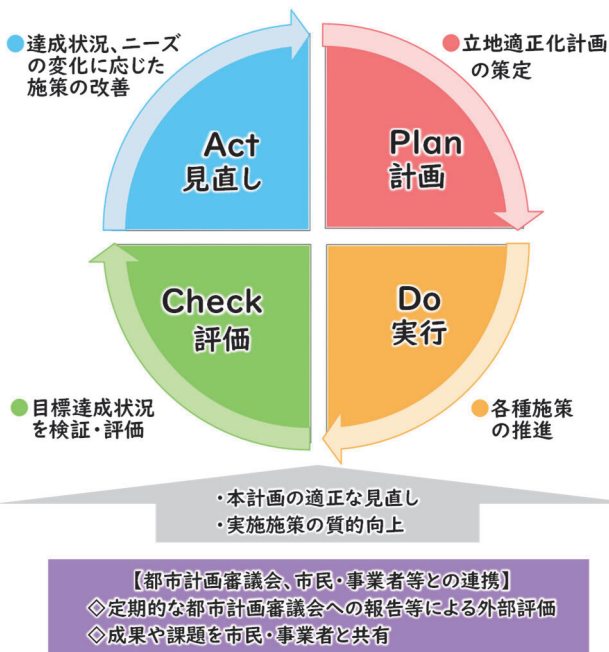 ●達成状況、ニーズ
の変化に応じた
施策の改善
●立地適正化計画
の策定
Act
見直し
Plan
計画
Check
評価
Do
実行
●目標達成状況
を検証・評価
●各種施策
の推進
・本計画の適正な見直し
・実施施策の質的向上
【都市計画審議会、市民・事業者等との連携】
◇定期的な都市計画審議会への報告等による外部評価
◇成果や課題を市民・事業者と共有